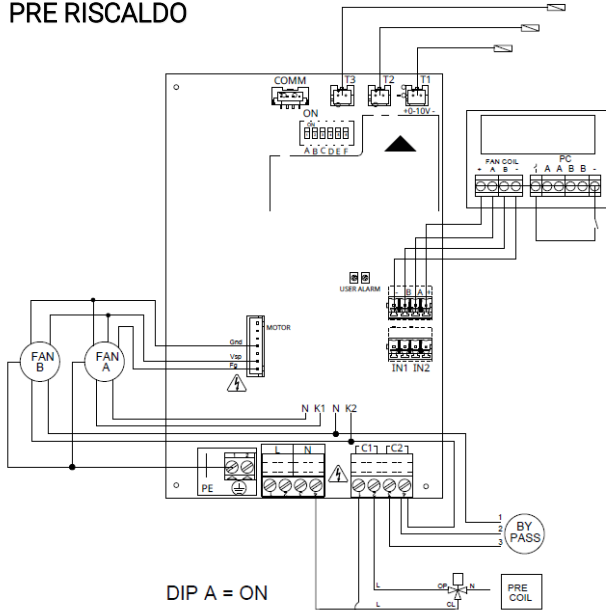 PRE RISCALDO
COMM
T3
T2
T1
+0-10V -
ON
ON
A B C D E F
FAN COIL
+ A B -
PC
A A B B -
USER ALARM
- B A +
IN1 IN2
MOTOR
Gnd
Vsp
Fg
FAN
B
FAN
A
N K1 N K2
L N
C1 C2
PE
1
2
3
BY
PASS
L
OP
N
L
CL
PRE
COIL
DIP A = ON